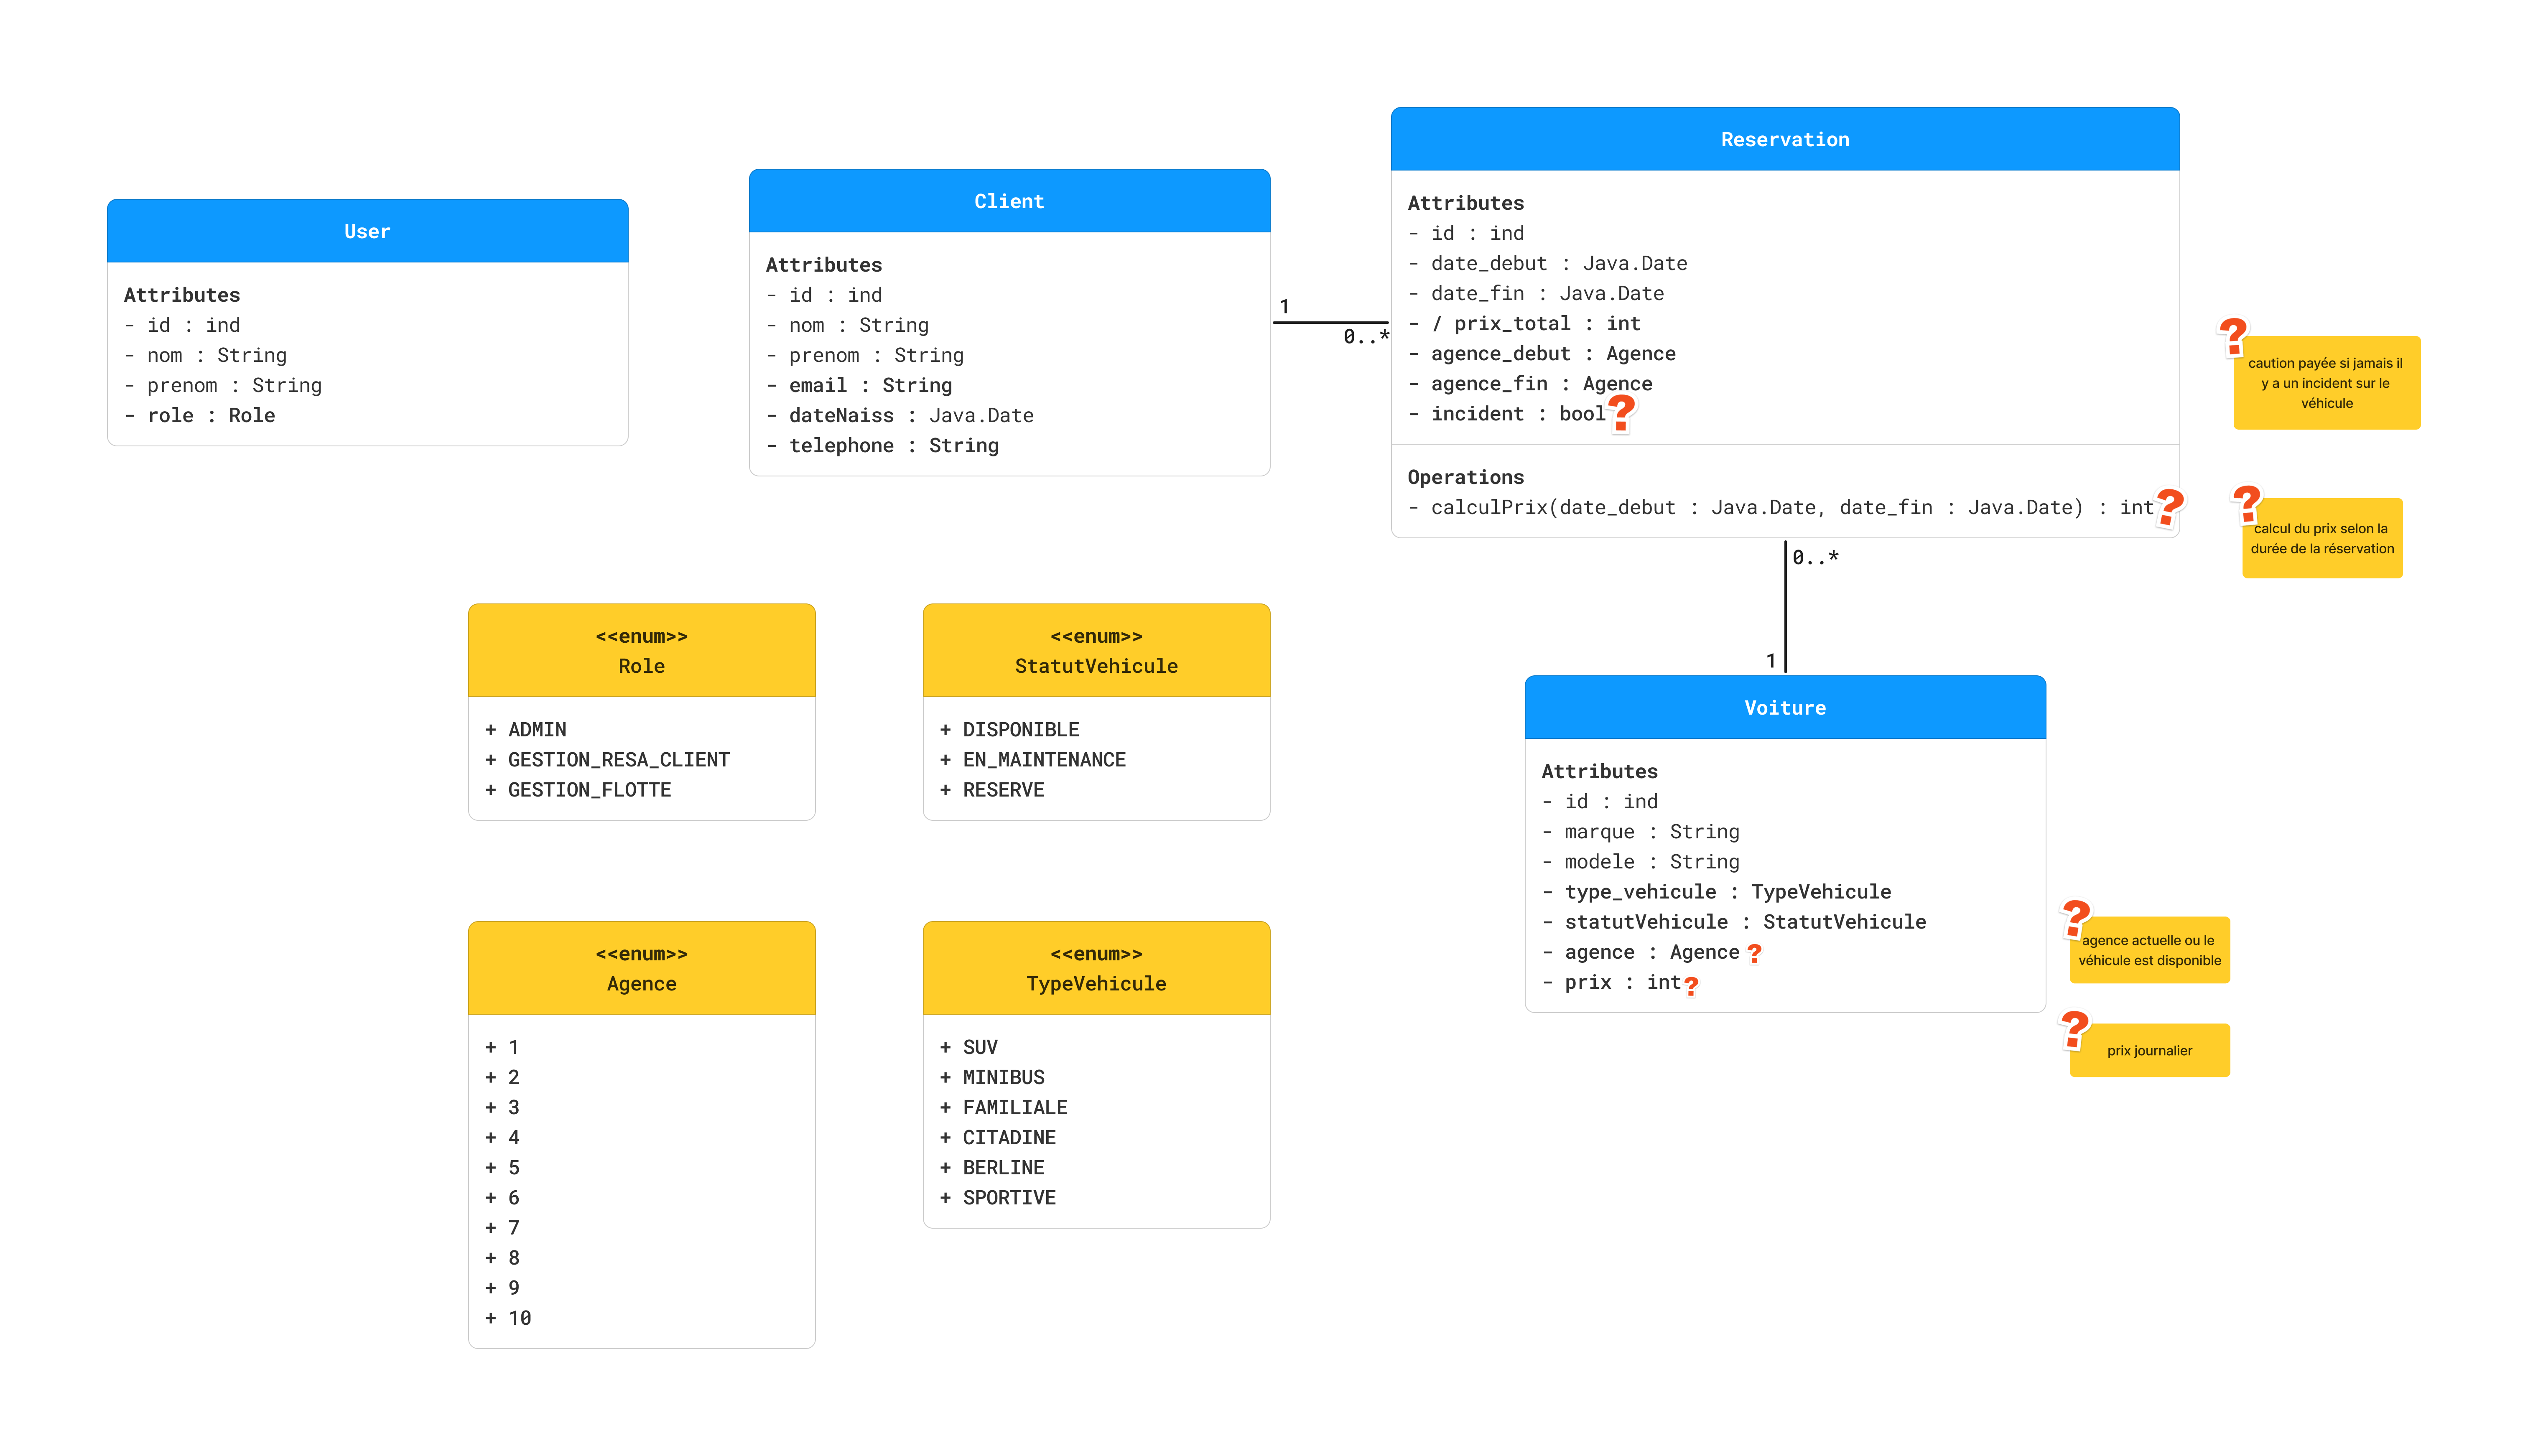 User
Attributes
- id : ind
- nom : String
- prenom : String
- role : Role
Client
Attributes
- id : ind
- nom : String
- prenom : String
- email : String
- dateNaiss : Java.Date
- telephone : String
1
0..*
Reservation
Attributes
- id : ind
- date_debut : Java.Date
- date_fin : Java.Date
- / prix_total : int
- agence_debut : Agence
- agence_fin : Agence
- incident : bool ?
Operations
- calculPrix(date_debut : Java.Date, date_fin : Java.Date) : int ?
?
caution payée si jamais il
y a un incident sur le
véhicule
?
calcul du prix selon la
durée de la réservation
0..*
1
<<enum>>
Role
+ ADMIN
+ GESTION_RESA_CLIENT
+ GESTION_FLOTTE
<<enum>>
StatutVehicule
+ DISPONIBLE
+ EN_MAINTENANCE
+ RESERVE
Voiture
Attributes
- id : ind
- marque : String
- modele : String
- type_vehicule : TypeVehicule
- statutVehicule : StatutVehicule
- agence : Agence ?
- prix : int ?
?
agence actuelle ou le
véhicule est disponible
?
prix journalier
<<enum>>
Agence
+ 1
+ 2
+ 3
+ 4
+ 5
+ 6
+ 7
+ 8
+ 9
+ 10
<<enum>>
TypeVehicule
+ SUV
+ MINIBUS
+ FAMILIALE
+ CITADINE
+ BERLINE
+ SPORTIVE